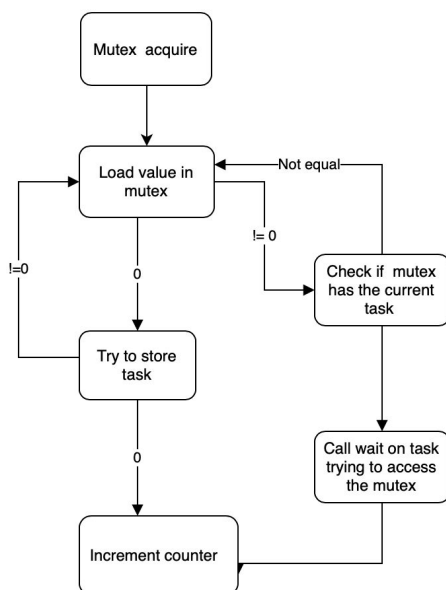 Mutex acquire
Load value in
mutex
Not equal
!= 0
!=0
0
Check if mutex
has the current
task
Try to store
task
0
Call wait on task
trying to access
the mutex
Increment counter